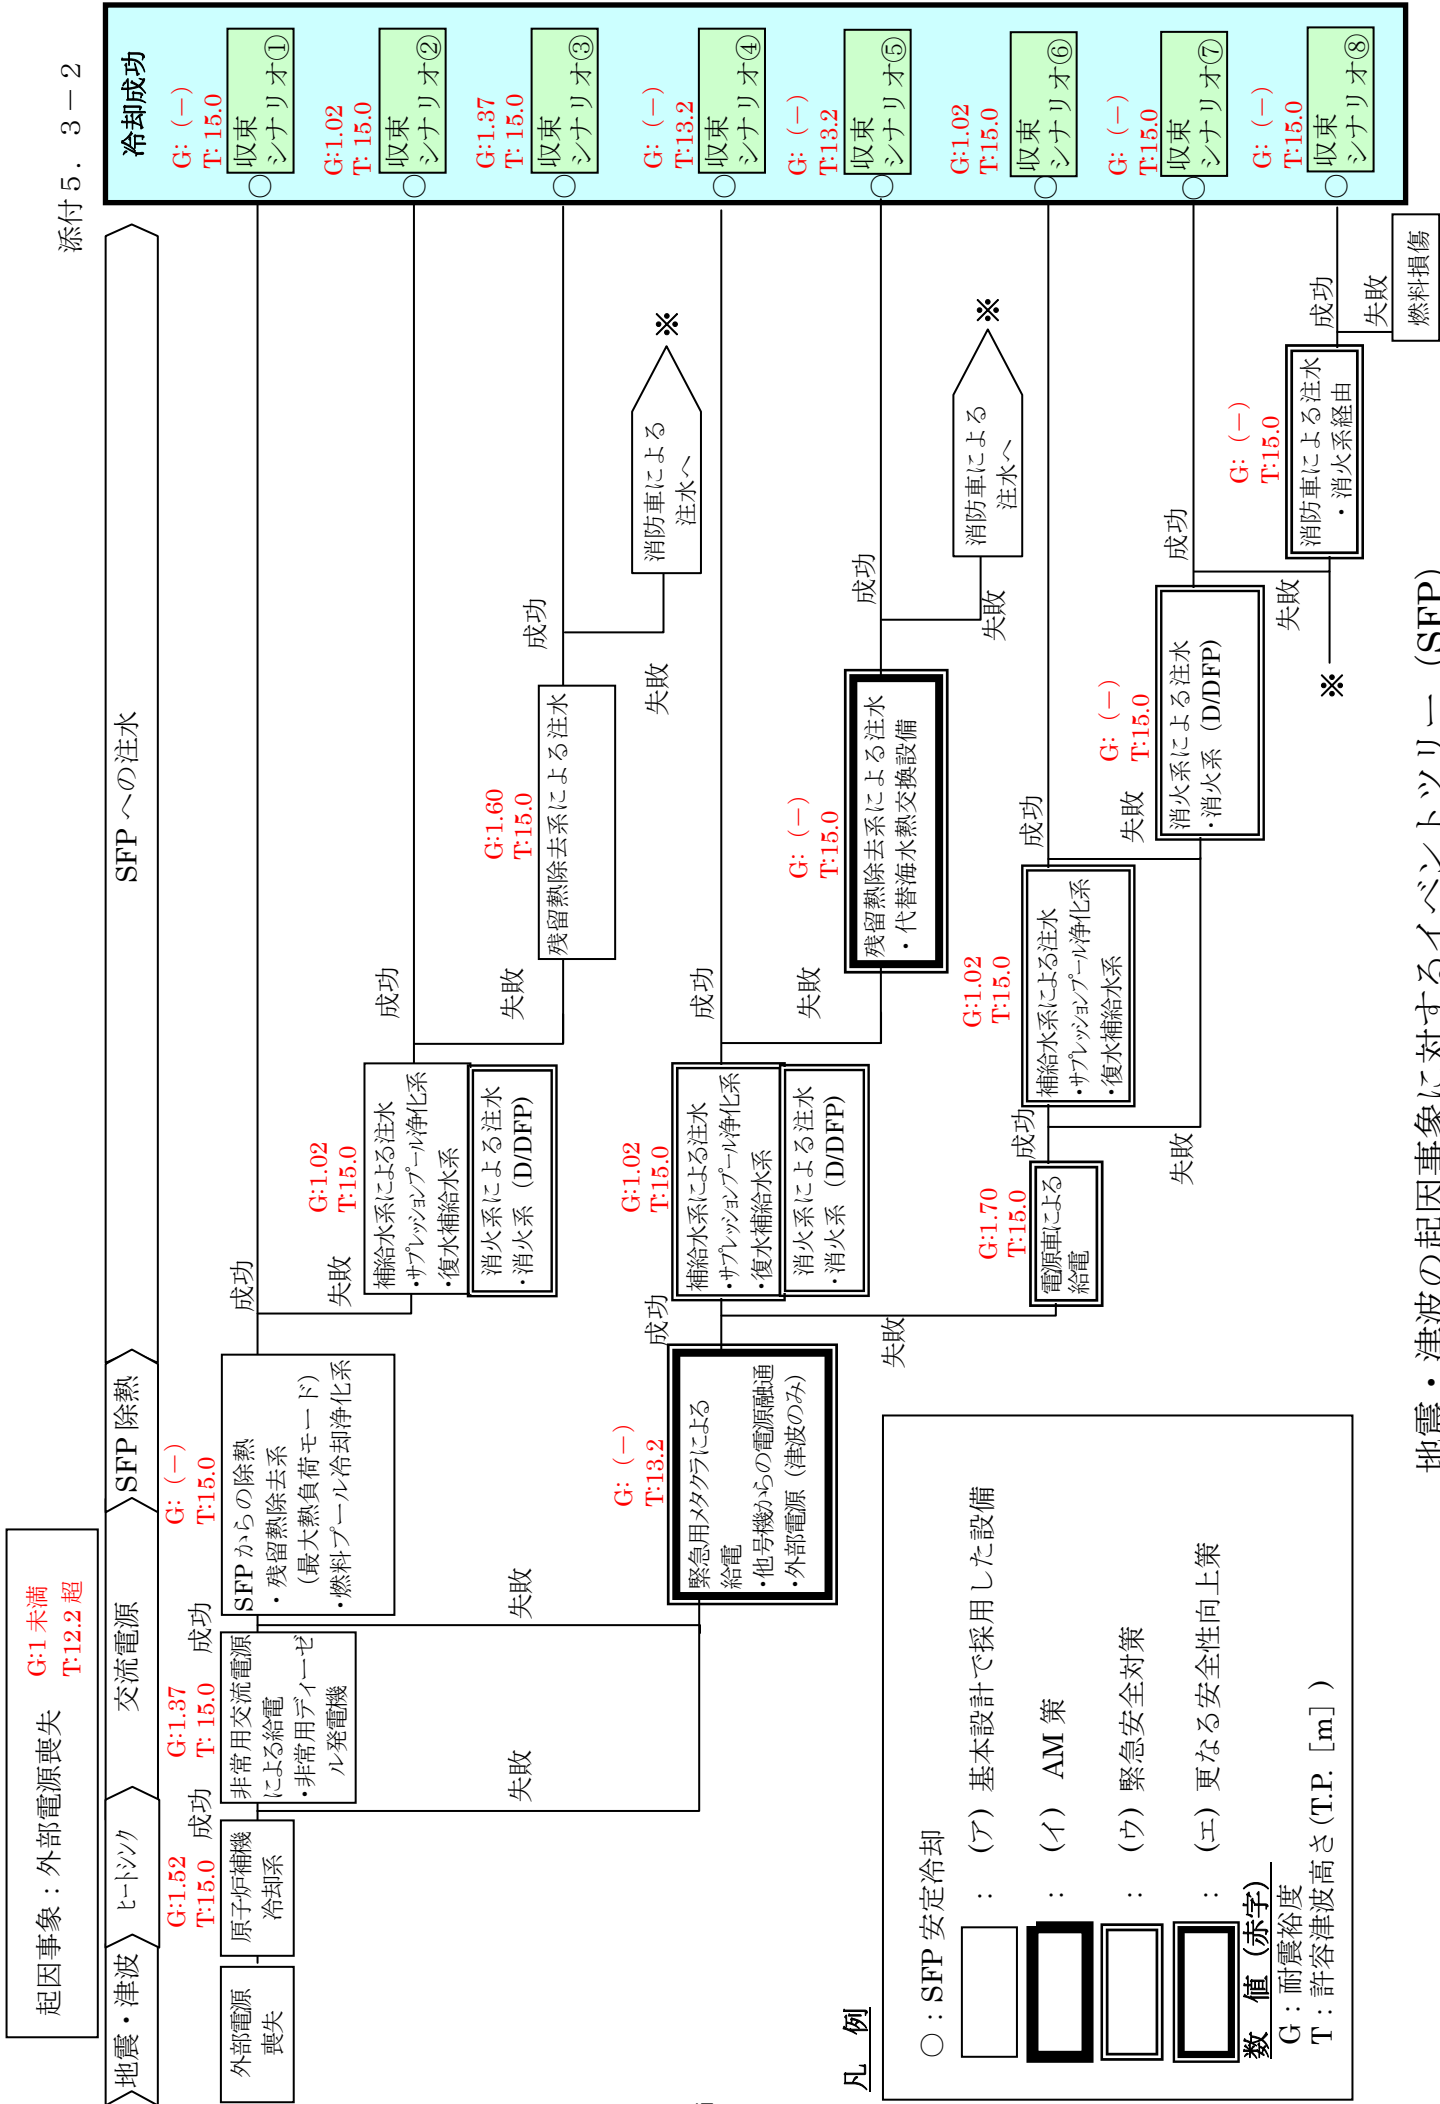 添付５．３－２
起因事象：外部電源喪失
G:1 未満
T:12.2 超
地震・津波
ヒートシンク
交流電源
SFP 除熱
SFP への注水
冷却成功
外部電源
喪失
G:1.52
T:15.0
原子炉補機
冷却系
成功
失敗
G:1.37
T: 15.0
非常用交流電源
による給電
・非常用ディーゼ
ル発電機
成功
失敗
G: (－)
T:15.0
SFP からの除熱
・残留熱除去系
(最大熱負荷モード)
・燃料プール冷却浄化系
成功
失敗
G: (－)
T: 15.0
○
収束
シナリオ①
G:1.02
T:15.0
補給水系による注水
・サプレッションプール浄化系
・復水補給水系
消火系による注水
・消火系（D/DFP)
成功
失敗
G:1.02
T: 15.0
○
収束
シナリオ②
G:1.60
T:15.0
残留熱除去系による注水
成功
失敗
G:1.37
T: 15.0
○
収束
シナリオ③
消防車による
注水へ
※
G: (－)
T:13.2
緊急用メタクラによる
給電
・他号機からの電源融通
・外部電源（津波のみ）
成功
失敗
G:1.02
T:15.0
補給水系による注水
・サプレッションプール浄化系
・復水補給水系
消火系による注水
・消火系（D/DFP)
成功
失敗
G: (－)
T:13.2
○
収束
シナリオ④
G: (－)
T:15.0
残留熱除去系による注水
・代替海水熱交換設備
成功
失敗
G: (－)
T:13.2
○
収束
シナリオ⑤
消防車による
注水へ
※
G:1.70
T:15.0
電源車による
給電
成功
失敗
G:1.02
T:15.0
補給水系による注水
・サプレッションプール浄化系
・復水補給水系
成功
失敗
G:1.02
T:15.0
○
収束
シナリオ⑥
G: (－)
T:15.0
消火系による注水
・消火系（D/DFP)
成功
失敗
G: (－)
T:15.0
○
収束
シナリオ⑦
※
G: (－)
T:15.0
消防車による注水
・消火系経由
成功
失敗
G: (－)
T:15.0
○
収束
シナリオ⑧
燃料損傷
凡　例
○：SFP 安定冷却
：　(ア) 基本設計で採用した設備
：　(イ)　AM 策
：　(ウ) 緊急安全対策
：　(エ) 更なる安全性向上策
数　値（赤字）
G：耐震裕度
T：許容津波高さ(T.P.［m］)
地震・津波の起因事象に対するイベントツリー（SFP）